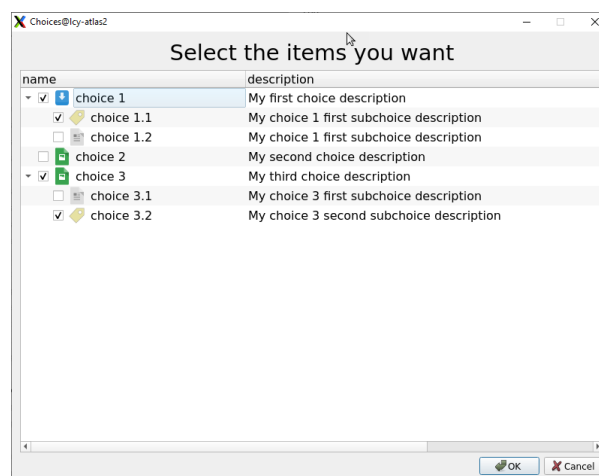 Choices@lcy-atlas2
Select the items you want
name description
choice 1 My first choice description
choice 1.1 My choice 1 first subchoice description
choice 1.2 My choice 1 first subchoice description
choice 2 My second choice description
choice 3 My third choice description
choice 3.1 My choice 3 first subchoice description
choice 3.2 My choice 3 second subchoice description
OK Cancel